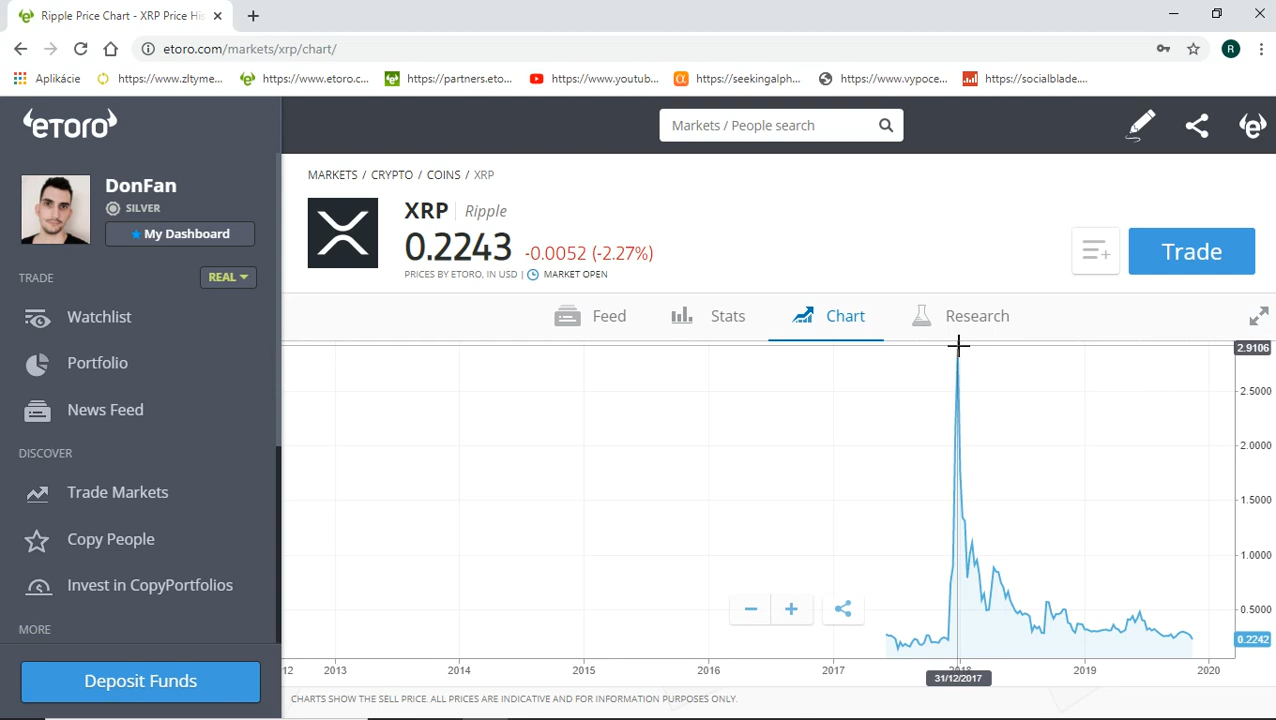 Ripple Price Chart - XRP Price His
etoro.com/markets/xrp/chart/
Aplikácie https://www.zltyme... https://www.etoro.c... https://partners.eto... https://www.youtub... https://seekingalph... https://www.vypoce... https://socialblade....
R
etoro
Markets / People search
DonFan
SILVER
My Dashboard
TRADE REAL
Watchlist
Portfolio
News Feed
DISCOVER
Trade Markets
Copy People
Invest in CopyPortfolios
MORE
Deposit Funds
MARKETS / CRYPTO / COINS / XRP
XRP Ripple
0.2243 -0.0052 (-2.27%)
PRICES BY ETORO, IN USD | MARKET OPEN
Trade
Feed Stats Chart Research
2.9106
2.5000
2.0000
1.5000
1.0000
0.5000
0.2242
12 2013 2014 2015 2016 2017 2018 2019 2020
31/12/2017
CHARTS SHOW THE SELL PRICE. ALL PRICES ARE INDICATIVE AND FOR INFORMATION PURPOSES ONLY.